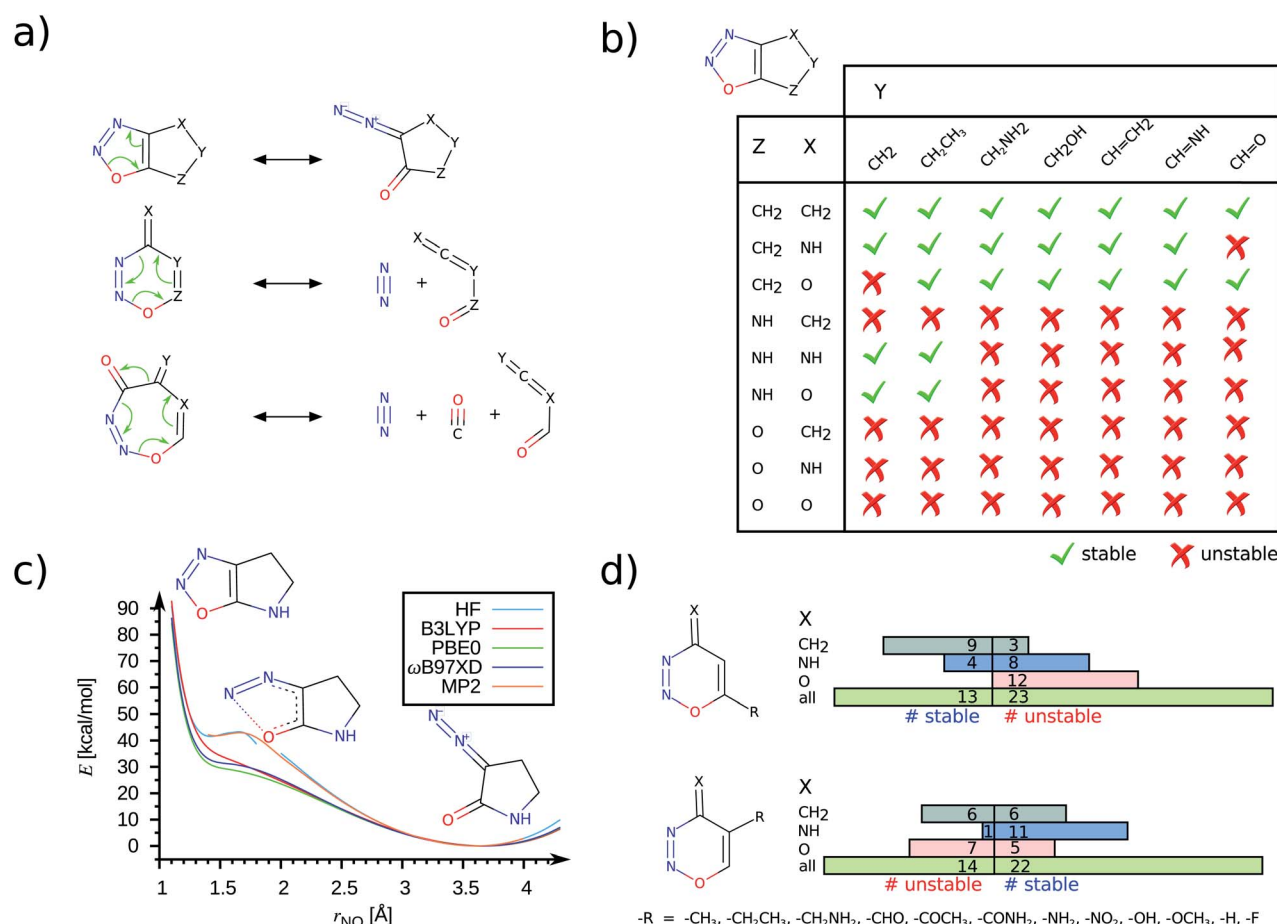 a)
N
N
O
X
Y
Z
N⁻
N⁺
X
Y
Z
O
X
N
N
O
Y
Z
N
N
+
X
C
Y
Z
O
O
Y
X
N
N
O
N
N
+
O
C
+
Y
C
X
O
b)
N
N
O
X
Y
Z
Y
Z X CH2 CH2CH3 CH2NH2 CH2OH CH=CH2 CH=NH CH=O
CH2 CH2
CH2 NH
CH2 O
NH CH2
NH NH
NH O
O CH2
O NH
O O
stable unstable
c)
N
N
O
NH
N
N
O
NH
N⁻
N⁺
O
NH
HF
B3LYP
PBE0
ωB97XD
MP2
E [kcal/mol]
90
80
70
60
50
40
30
20
10
0
1 1.5 2 2.5 3 3.5 4
rNO [Å]
d)
X
N
N
O
R
X
CH2 9 3
NH 4 8
O 12
all 13 23
# stable # unstable
X
N
N
O
R
X
CH2 6 6
NH 1 11
O 7 5
all 14 22
# unstable # stable
-R = -CH3, -CH2CH3, -CH2NH2, -CHO, -COCH3, -CONH2, -NH2, -NO2, -OH, -OCH3, -H, -F